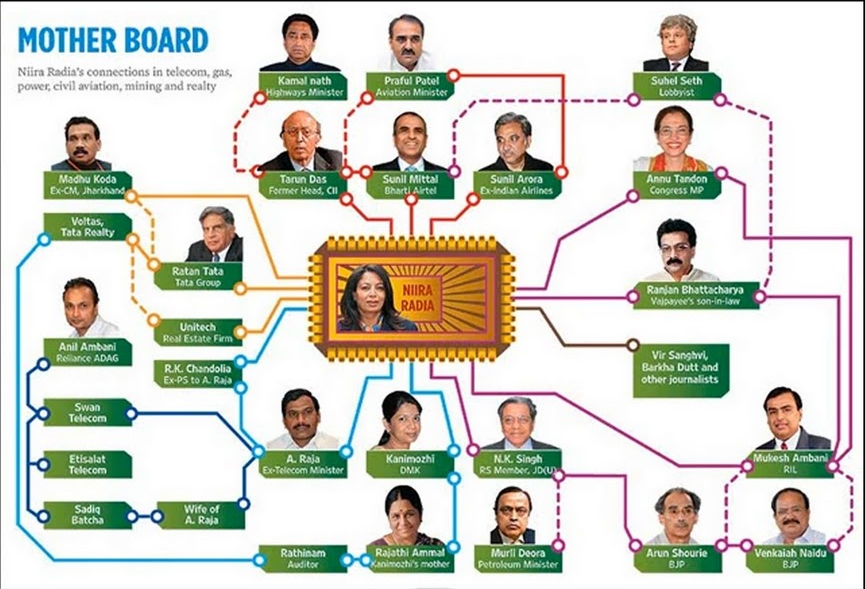 MOTHER BOARD
Niira Radia's connections in telecom, gas,
power, civil aviation, mining and realty
Kamal nath
Highways Minister
Praful Patel
Aviation Minister
Suhel Seth
Lobbyist
Madhu Koda
Ex-CM, Jharkhand
Tarun Das
Former Head, CII
Sunil Mittal
Bharti Airtel
Sunil Arora
Ex-Indian Airlines
Annu Tandon
Congress MP
Voltas,
Tata Realty
Ratan Tata
Tata Group
NIIRA
RADIA
Ranjan Bhattacharya
Vajpayee's son-in-law
Unitech
Real Estate Firm
Anil Ambani
Reliance ADAG
R.K. Chandolia
Ex-PS to A. Raja
Vir Sanghvi,
Barkha Dutt and
other journalists
Swan
Telecom
A. Raja
Ex-Telecom Minister
Kanimozhi
DMK
N.K. Singh
RS Member, JD(U)
Mukesh Ambani
RIL
Etisalat
Telecom
Sadiq
Batcha
Wife of
A. Raja
Rathinam
Auditor
Rajathi Ammal
Kanimozhi's mother
Murli Deora
Petroleum Minister
Arun Shourie
BJP
Venkaiah Naidu
BJP